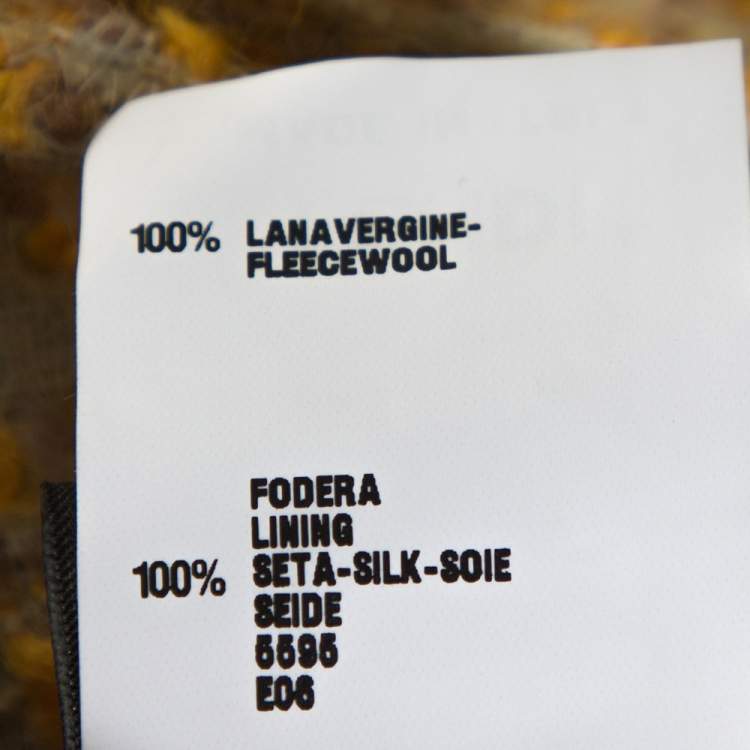 100% LANAVERGINE-
FLEECEWOOL
FODERA
LINING
100% SETA-SILK-SOIE
SEIDE
5595
E06